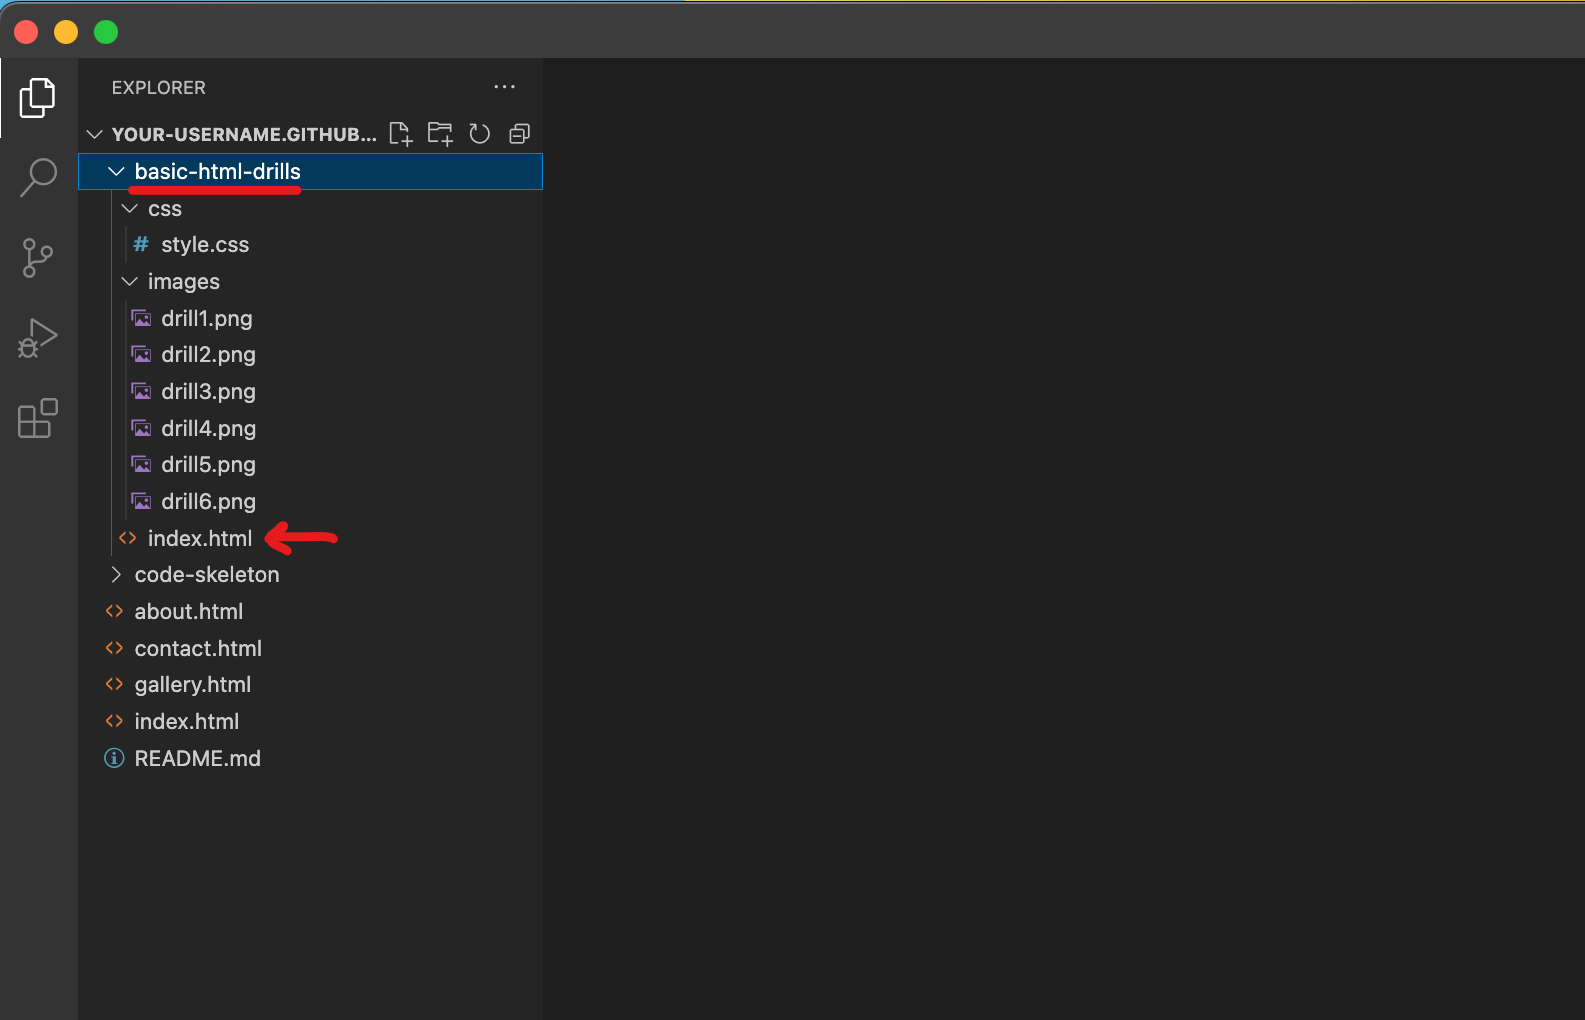 EXPLORER
YOUR-USERNAME.GITHUB...
basic-html-drills
css
# style.css
images
drill1.png
drill2.png
drill3.png
drill4.png
drill5.png
drill6.png
index.html
code-skeleton
about.html
contact.html
gallery.html
index.html
README.md